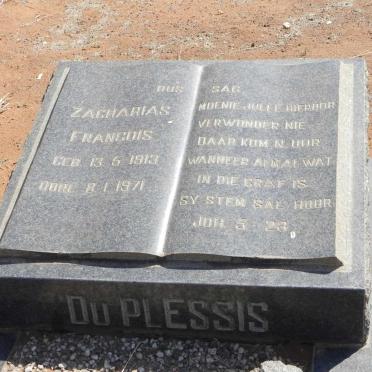 ONS SAG
ZACHARIAS
FRANCOIS
GEB. 13.5.1913
OORL. 8.1.1971
MOENIE JULLE HIEROOR
VERWONDER NIE
DAAR KOM N UUR
WANNEER ALMAL WAT
IN DIE GRAF IS
SY STEM SAL HOOR
JOH 5-28.
DU PLESSIS